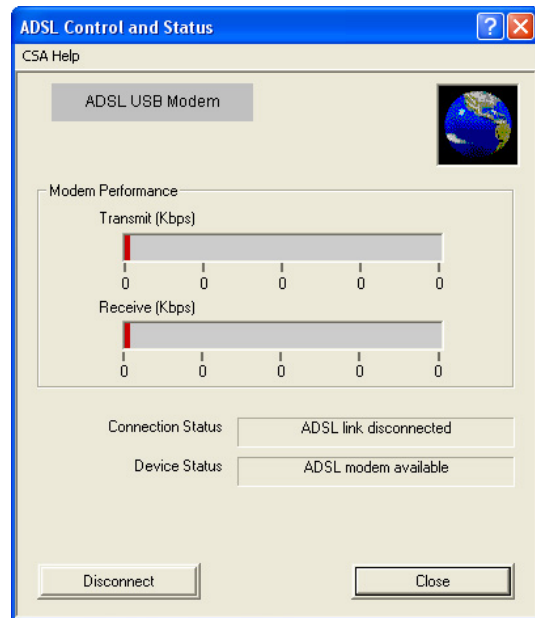 ADSL Control and Status
CSA Help
ADSL USB Modem
Modem Performance
Transmit (Kbps)
0 0 0 0 0
Receive (Kbps)
0 0 0 0 0
Connection Status ADSL link disconnected
Device Status ADSL modem available
Disconnect Close